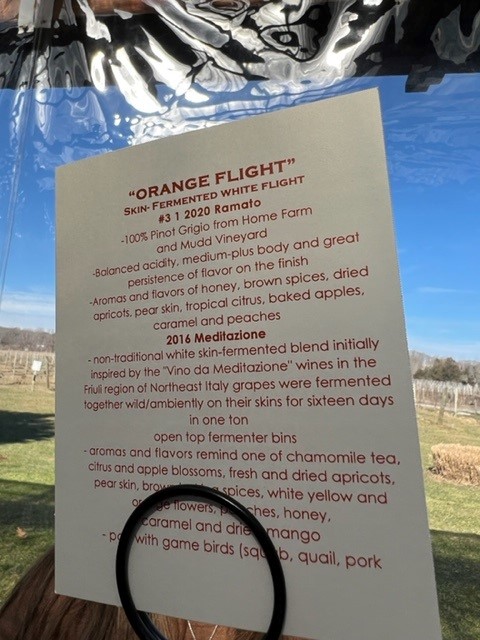 "ORANGE FLIGHT"
SKIN- FERMENTED WHITE FLIGHT
#3 1 2020 Ramato
-100% Pinot Grigio from Home Farm
and Mudd Vineyard
-Balanced acidity, medium-plus body and great
persistence of flavor on the finish
-Aromas and flavors of honey, brown spices, dried
apricots, pear skin, tropical citrus, baked apples,
caramel and peaches
2016 Meditazione
- non-traditional white skin-fermented blend initially
inspired by the "Vino da Meditazione" wines in the
Friuli region of Northeast Italy grapes were fermented
together wild/ambiently on their skins for sixteen days
in one ton
open top fermenter bins
- aromas and flavors remind one of chamomile tea,
citrus and apple blossoms, fresh and dried apricots,
pear skin, spices, white yellow and
flowers, honey,
caramel and mango
- with game birds quail, pork